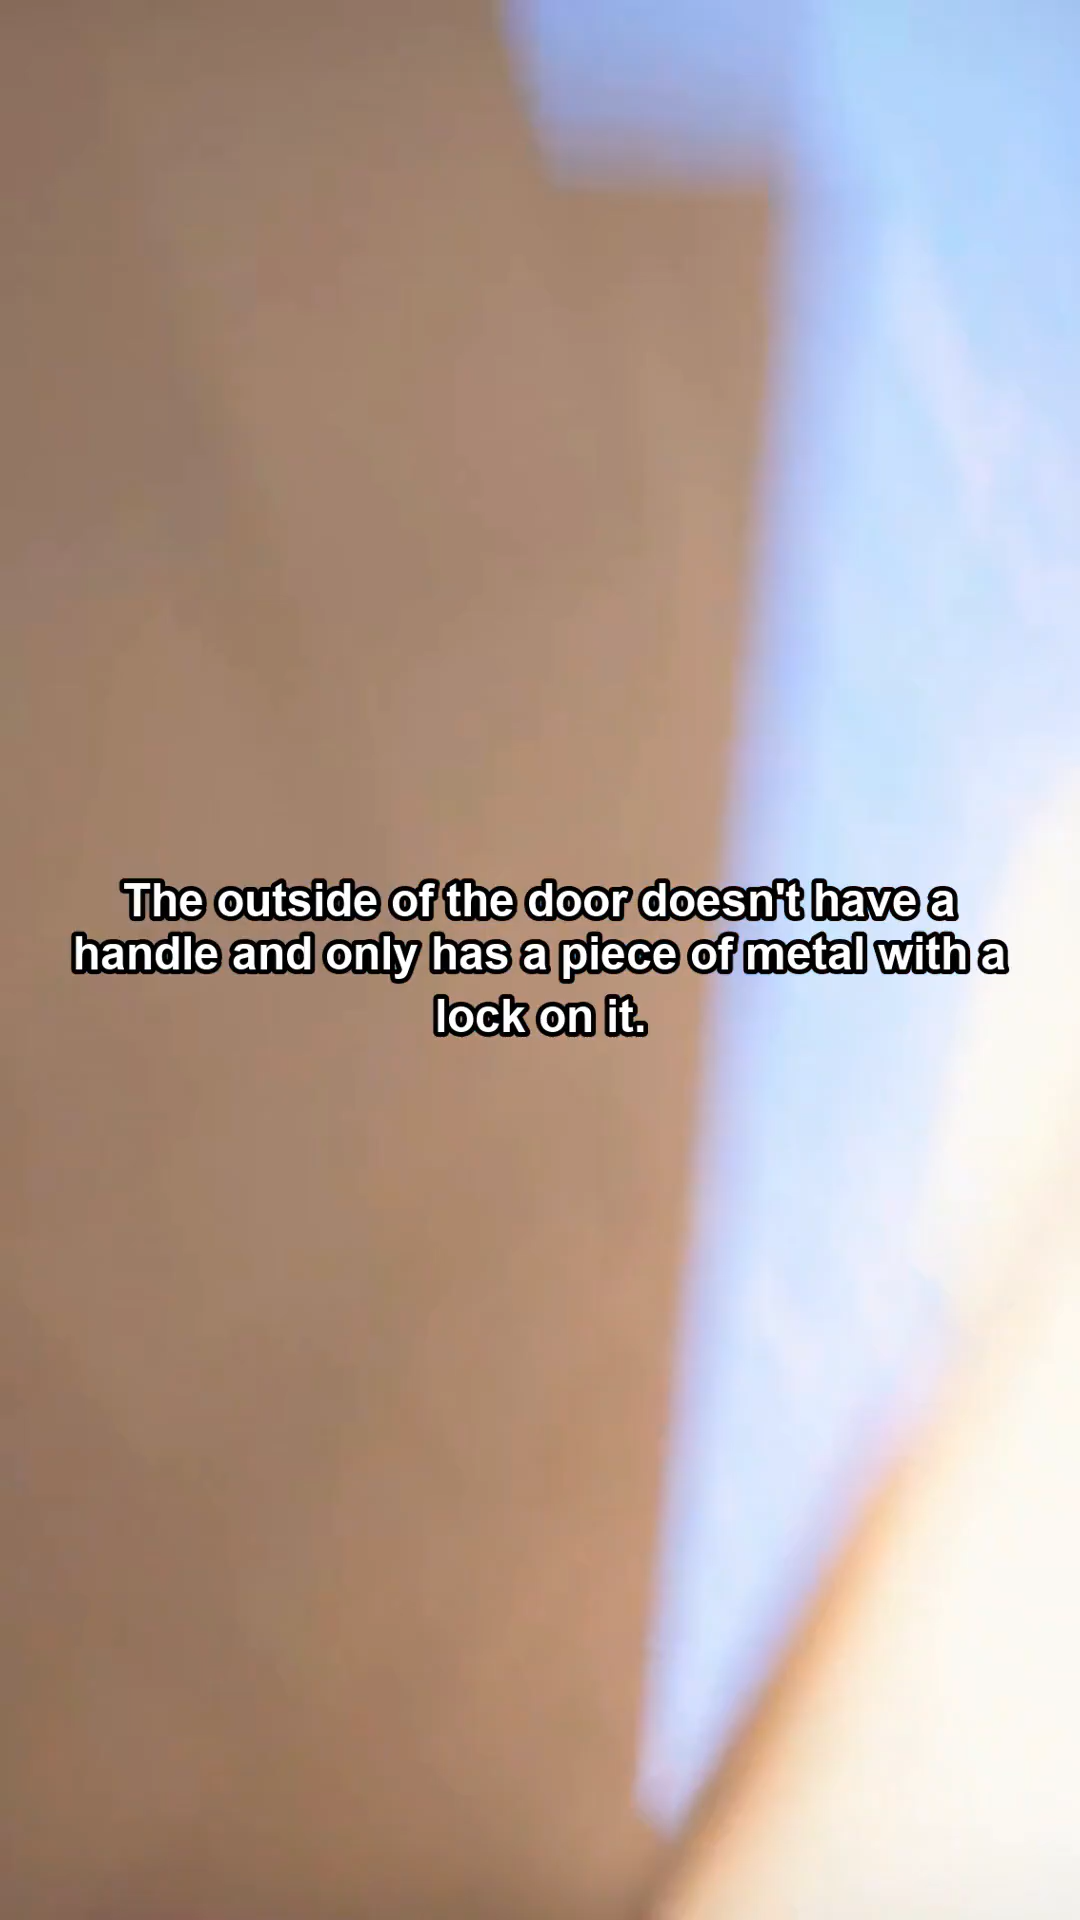 The outside of the door doesn't have a
handle and only has a piece of metal with a
lock on it.